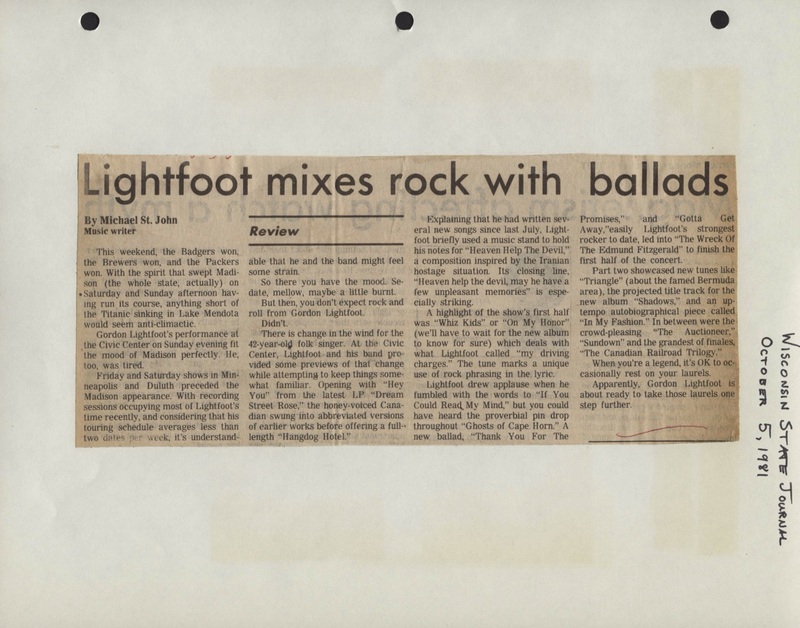 Lightfoot mixes rock with ballads
By Michael St. John
Music writer
This weekend, the Badgers won,
the Brewers won, and the Packers
won. With the spirit that swept Madi-
son (the whole state, actually) on
Saturday and Sunday afternoon hav-
ing run its course, anything short of
the Titanic sinking in Lake Mendota
would seem anti-climactic.
Gordon Lightfoot's performance at
the Civic Center on Sunday evening fit
the mood of Madison perfectly. He,
too, was tired.
Friday and Saturday shows in Min-
neapolis and Duluth preceded the
Madison appearance. With recording
sessions occupying most of Lightfoot's
time recently, and considering that his
touring schedule averages less than
two dates per week, it's understand-
Review
able that he and the band might feel
some strain.
So there you have the mood. Se-
date, mellow, maybe a little burnt.
But then, you don't expect rock and
roll from Gordon Lightfoot.
Didn't.
There is change in the wind for the
42-year-old folk singer. At the Civic
Center, Lightfoot and his band pro-
vided some previews of that change
while attempting to keep things some-
what familiar. Opening with "Hey
You" from the latest LP "Dream
Street Rose," the honey-voiced Cana-
dian swung into abbreviated versions
of earlier works before offering a full-
length "Hangdog Hotel."
Explaining that he had written sev-
eral new songs since last July, Light-
foot briefly used a music stand to hold
his notes for "Heaven Help The Devil,"
a composition inspired by the Iranian
hostage situation. Its closing line,
"Heaven help the devil, may he have a
few unpleasant memories" is espe-
cially striking.
A highlight of the show's first half
was "Whiz Kids" or "On My Honor"
(we'll have to wait for the new album
to know for sure) which deals with
what Lightfoot called "my driving
charges." The tune marks a unique
use of rock phrasing in the lyric.
Lightfoot drew applause when he
fumbled with the words to "If You
Could Read My Mind," but you could
have heard the proverbial pin drop
throughout "Ghosts of Cape Horn." A
new ballad, "Thank You For The
Promises," and "Gotta Get
Away,"easily Lightfoot's strongest
rocker to date, led into "The Wreck Of
The Edmund Fitzgerald" to finish the
first half of the concert.
Part two showcased new tunes like
"Triangle" (about the famed Bermuda
area), the projected title track for the
new album "Shadows," and an up-
tempo autobiographical piece called
"In My Fashion." In between were the
crowd-pleasing "The Auctioneer,"
"Sundown" and the grandest of finales,
"The Canadian Railroad Trilogy."
When you're a legend, it's OK to oc-
cassionally rest on your laurels.
Apparently, Gordon Lightfoot is
about ready to take those laurels one
step further.
WISCONSIN STATE JOURNAL
OCTOBER 5, 1981